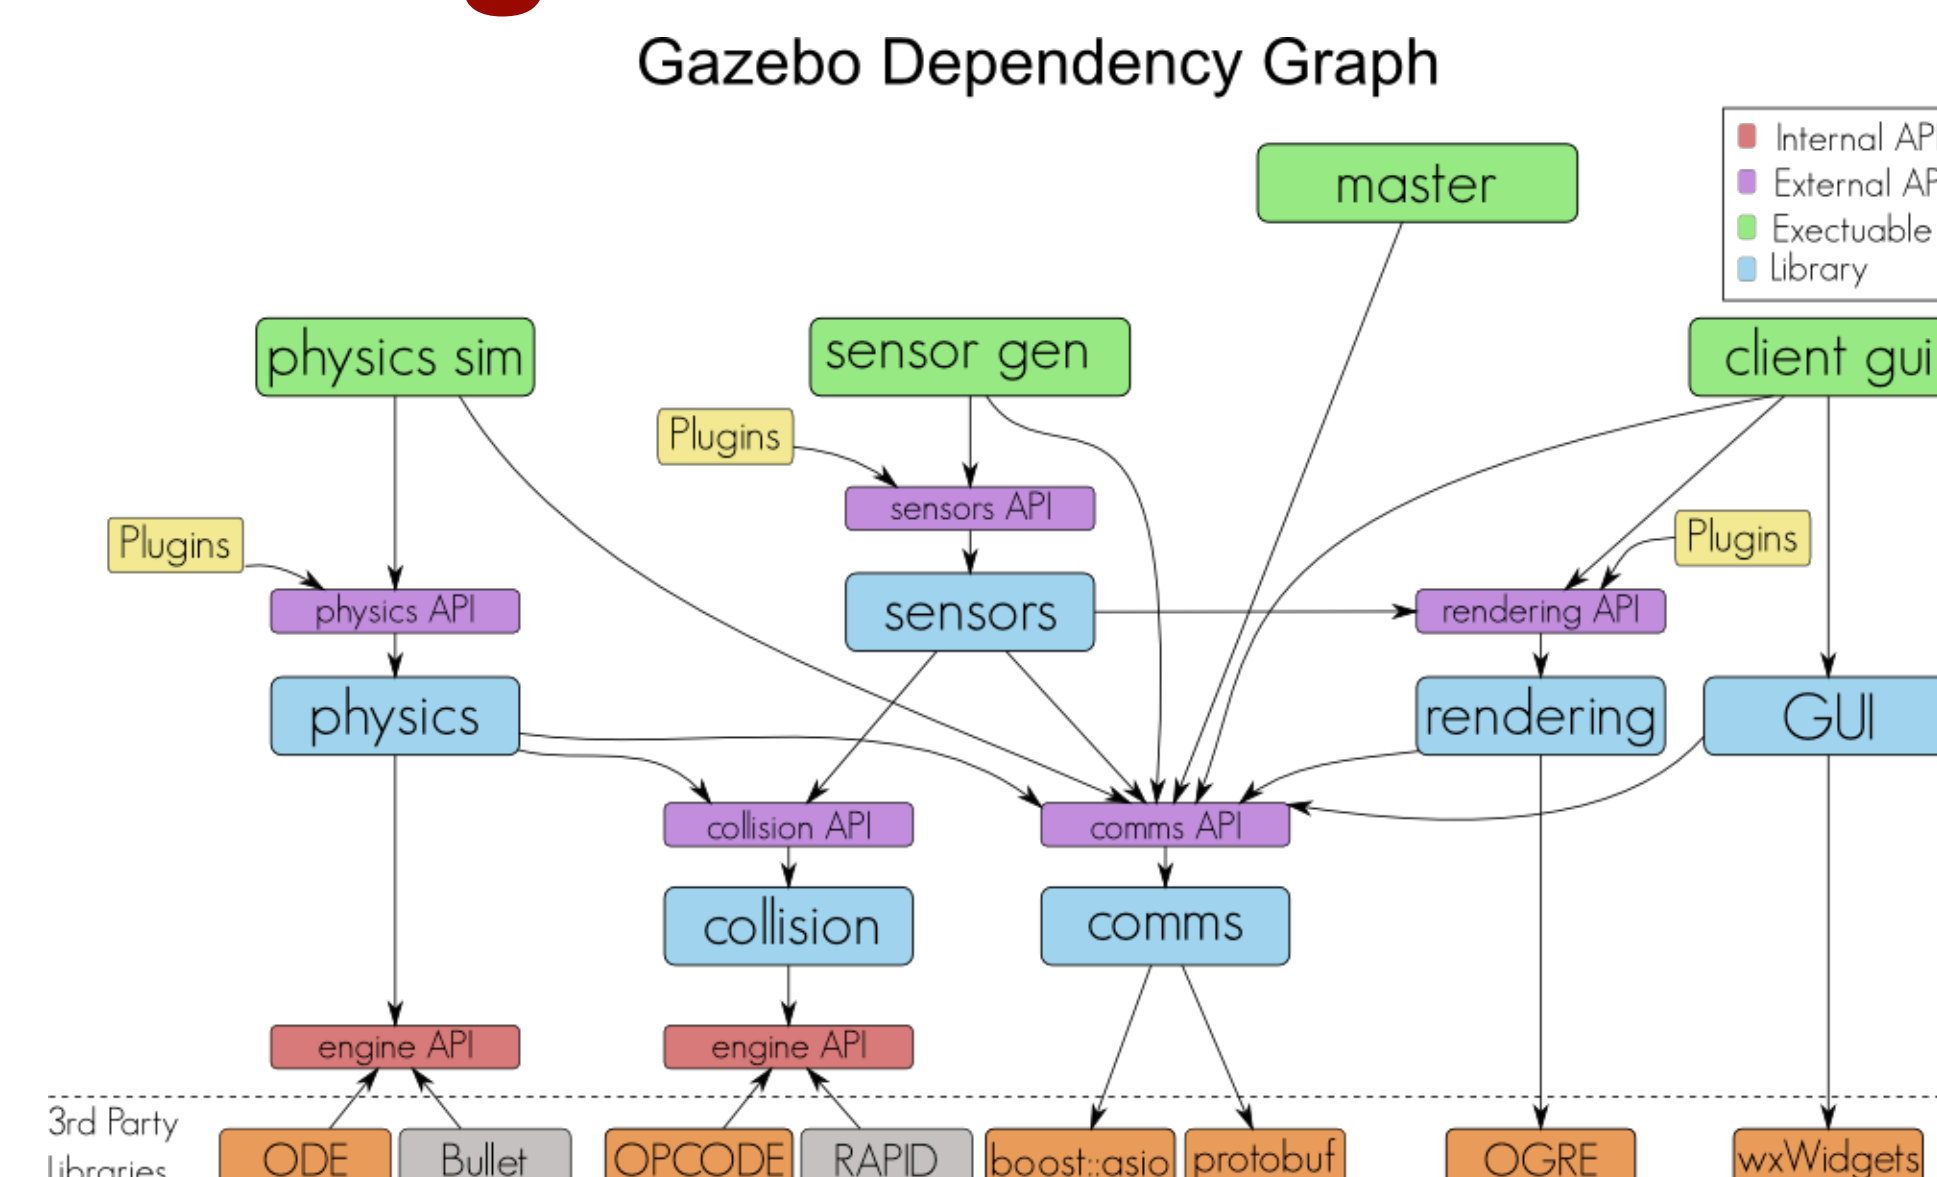 Gazebo Dependency Graph
Internal API
External AP
Exectuable
Library
master
physics sim
sensor gen
client gui
Plugins
sensors API
Plugins
Plugins
physics API
sensors
rendering API
physics
rendering
GUI
collision API
comms API
collision
comms
engine API
engine API
3rd Party
Libraries
ODE
Bullet
OPCODE
RAPID
boost::asio
protobuf
OGRE
wxWidgets